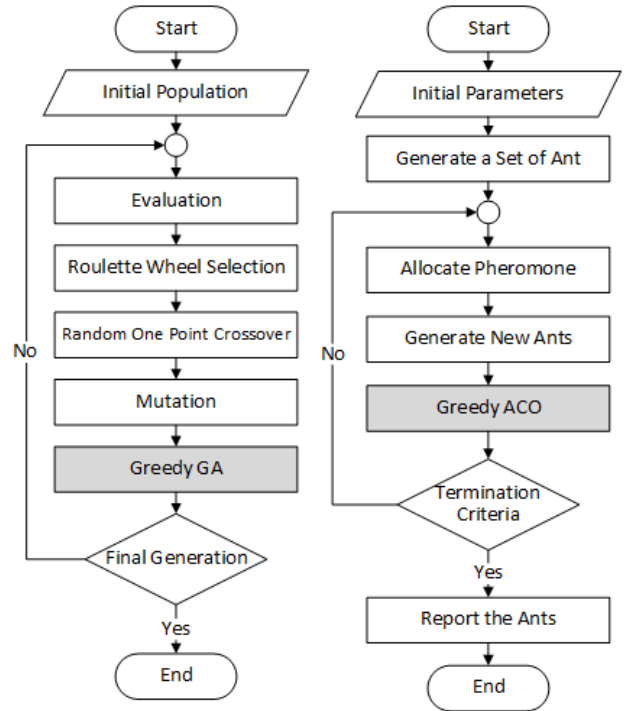 Start
Initial Population
Evaluation
Roulette Wheel Selection
Random One Point Crossover
No
Mutation
Greedy GA
Final Generation
Yes
End
Start
Initial Parameters
Generate a Set of Ant
Allocate Pheromone
Generate New Ants
No
Greedy ACO
Termination
Criteria
Yes
Report the Ants
End